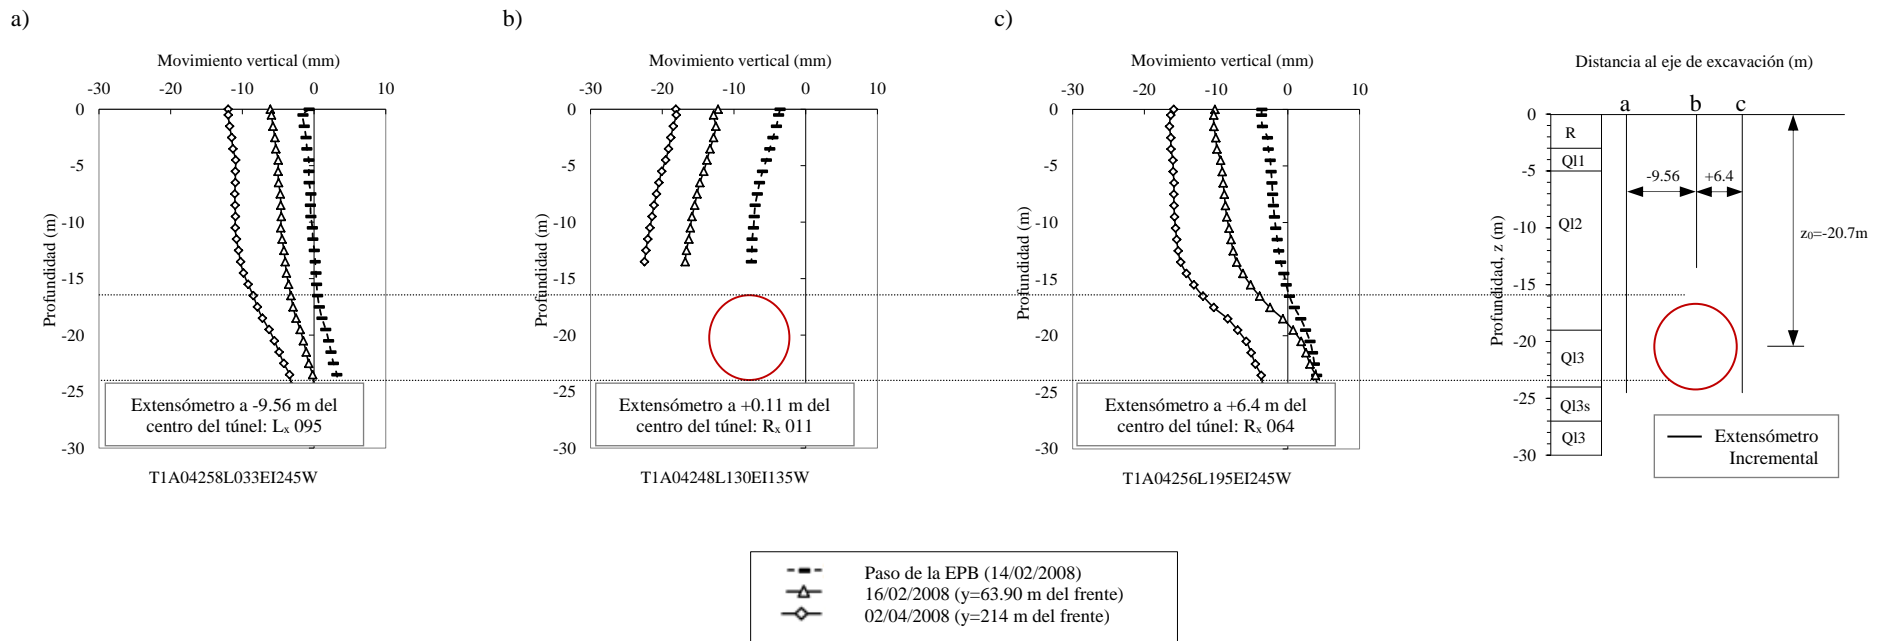 a)
b)
c)
Movimiento vertical (mm)
Movimiento vertical (mm)
Movimiento vertical (mm)
Distancia al eje de excavación (m)
-30 -20 -10 0 10
-30 -20 -10 0 10
-30 -20 -10 0 10
a b c
0
-5
-10
-15
-20
-25
-30
Profundidad (m)
Extensómetro a -9.56 m del
centro del túnel: Lx 095
T1A04258L033EI245W
0
-5
-10
-15
-20
-25
-30
Profundidad (m)
Extensómetro a +0.11 m del
centro del túnel: Rx 011
T1A04248L130EI135W
0
-5
-10
-15
-20
-25
-30
Profundidad (m)
Extensómetro a +6.4 m del
centro del túnel: Rx 064
T1A04256L195EI245W
0
-5
-10
-15
-20
-25
-30
Profundidad, z (m)
R
Ql1
Ql2
Ql3
Ql3s
Ql3
-9.56
+6.4
z0=-20.7m
Extensómetro
Incremental
Paso de la EPB (14/02/2008)
16/02/2008 (y=63.90 m del frente)
02/04/2008 (y=214 m del frente)